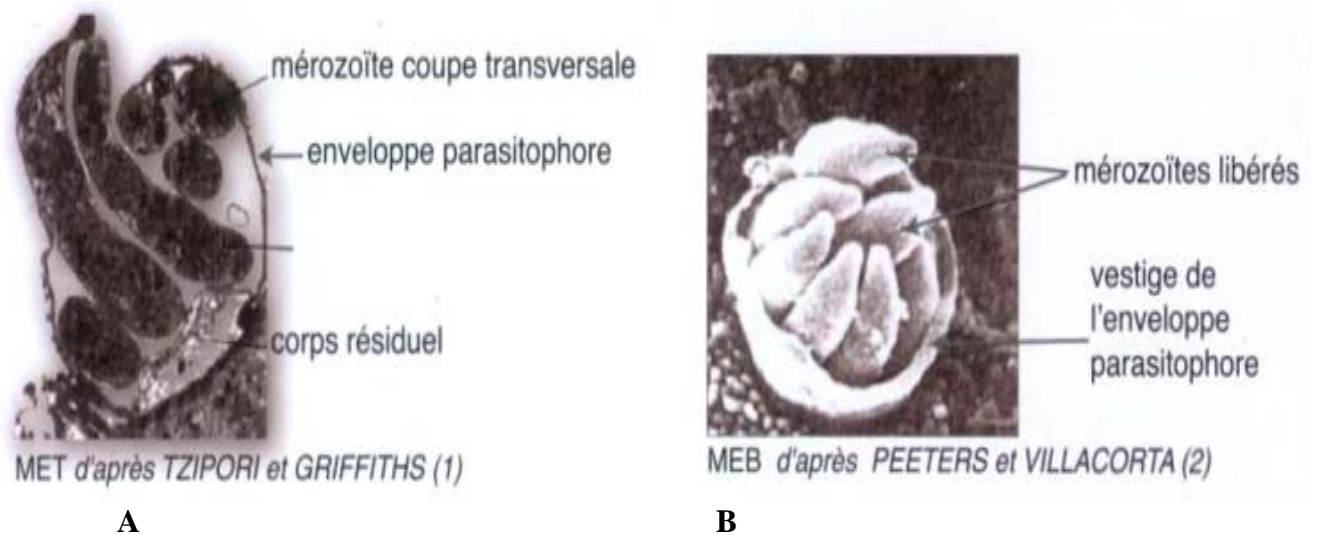 mérozoïte coupe transversale
enveloppe parasitophore
corps résiduel
MET d'après TZIPORI et GRIFFITHS (1)
A
mérozoïtes libérés
vestige de
l'enveloppe
parasitophore
MEB d'après PEETERS et VILLACORTA (2)
B